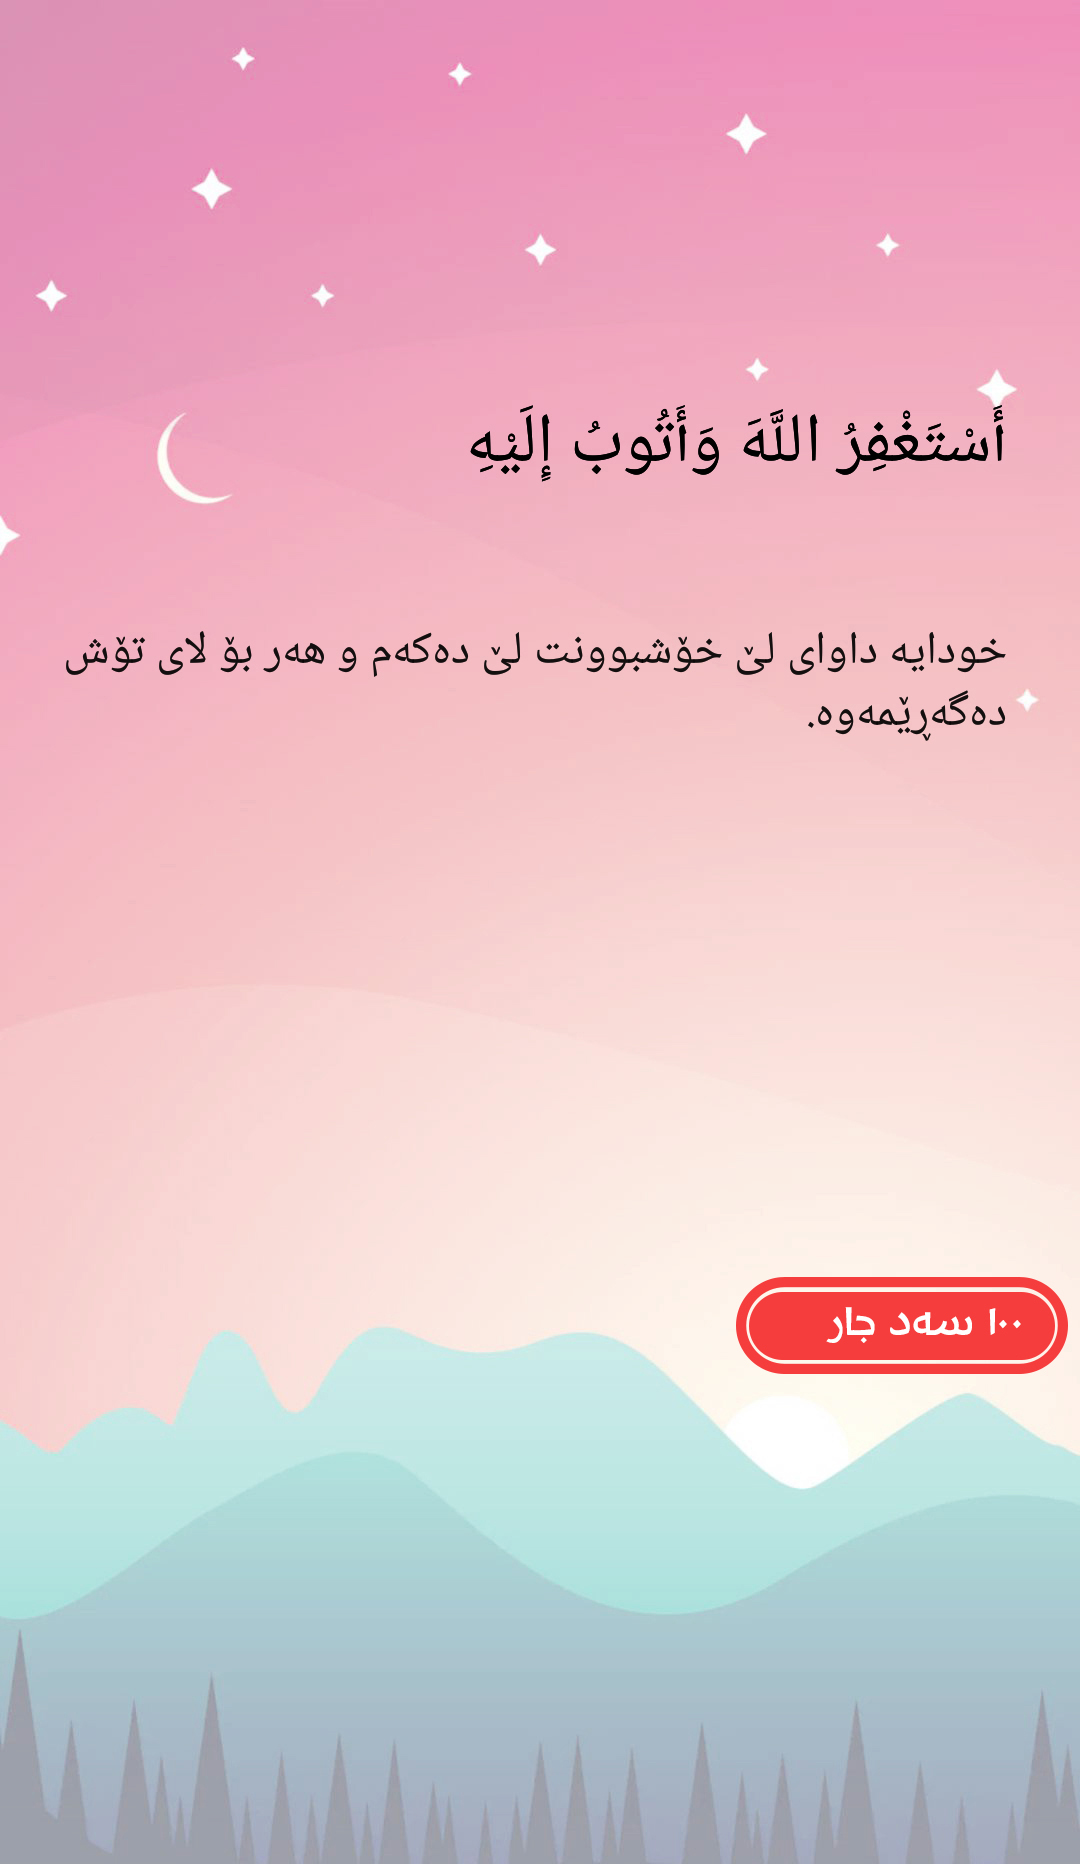 أَسْتَغْفِرُ اللَّهَ وَأَتُوبُ إِلَيْهِ
خودایە داوای لێ خۆشبوونت لێ دەکەم و هەر بۆ لای تۆش
دەگەڕێمەوە.
١٠٠ سەد جار